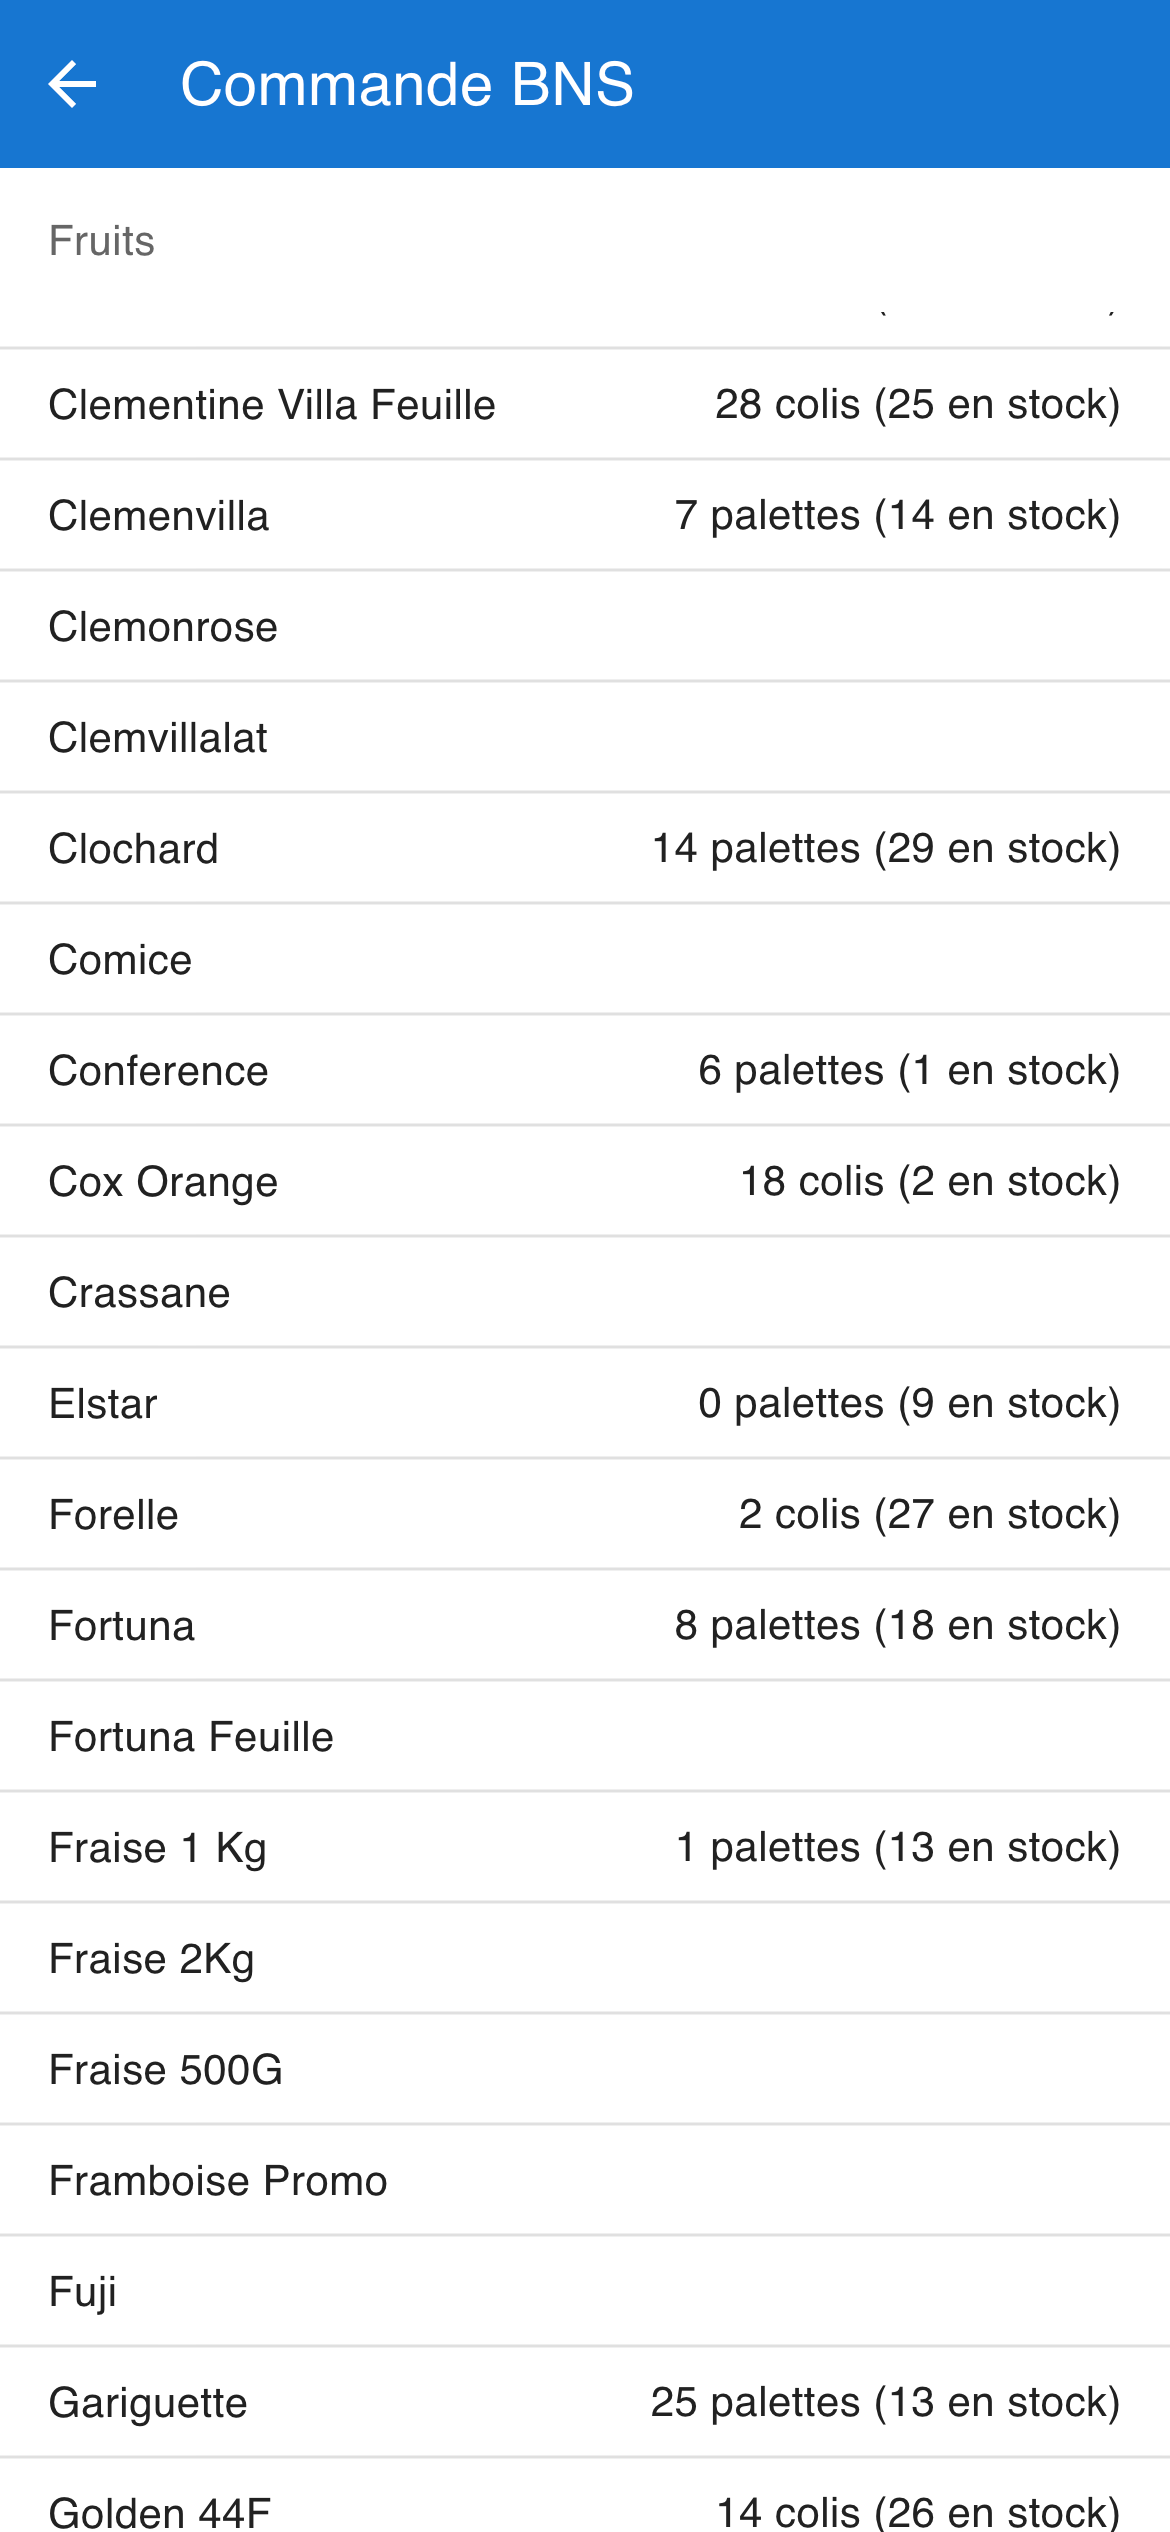 Commande BNS
Fruits
Clementine Villa Feuille 28 colis (25 en stock)
Clemenvilla 7 palettes (14 en stock)
Clemonrose
Clemvillalat
Clochard 14 palettes (29 en stock)
Comice
Conference 6 palettes (1 en stock)
Cox Orange 18 colis (2 en stock)
Crassane
Elstar 0 palettes (9 en stock)
Forelle 2 colis (27 en stock)
Fortuna 8 palettes (18 en stock)
Fortuna Feuille
Fraise 1 Kg 1 palettes (13 en stock)
Fraise 2Kg
Fraise 500G
Framboise Promo
Fuji
Gariguette 25 palettes (13 en stock)
Golden 44F 14 colis (26 en stock)